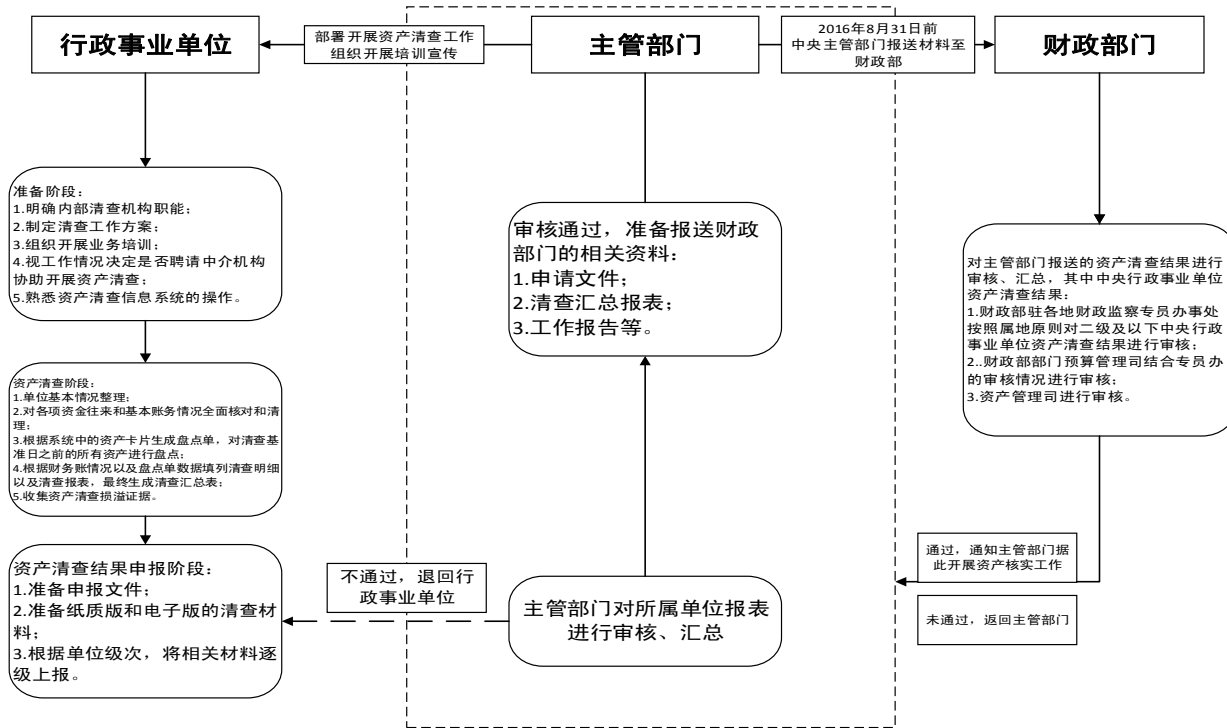 行政事业单位
部署开展资产清查工作
组织开展培训宣传
主管部门
2016年8月31日前
中央主管部门报送材料至
财政部
财政部门
准备阶段：
1.明确内部清查机构职能；
2.制定清查工作方案；
3.组织开展业务培训；
4.视工作情况决定是否聘请中介机构
协助开展资产清查；
5.熟悉资产清查信息系统的操作。
资产清查阶段：
1.单位基本情况整理；
2.对各项资金往来和基本账务情况全面核对和清
理；
3.根据系统中的资产卡片生成盘点单，对清查基
准日之前的所有资产进行盘点；
4.根据财务账情况以及盘点单数据填列清查明细
以及清查报表，最终生成清查汇总表；
5.收集资产清查损溢证据。
资产清查结果申报阶段：
1.准备申报文件；
2.准备纸质版和电子版的清查材
料；
3.根据单位级次，将相关材料逐
级上报。
审核通过，准备报送财政
部门的相关资料：
1.申请文件；
2.清查汇总报表；
3.工作报告等。
不通过，退回行
政事业单位
主管部门对所属单位报表
进行审核、汇总
对主管部门报送的资产清查结果进行
审核、汇总，其中中央行政事业单位
资产清查结果：
1.财政部驻各地财政监察专员办事处
按照属地原则对二级及以下中央行政
事业单位资产清查结果进行审核；
2..财政部部门预算管理司结合专员办
的审核情况进行审核；
3.资产管理司进行审核。
通过，通知主管部门据
此开展资产核实工作
未通过，返回主管部门